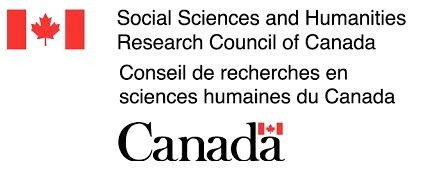 Social Sciences and Humanities
Research Council of Canada
Conseil de recherches en
sciences humaines du Canada
Canada